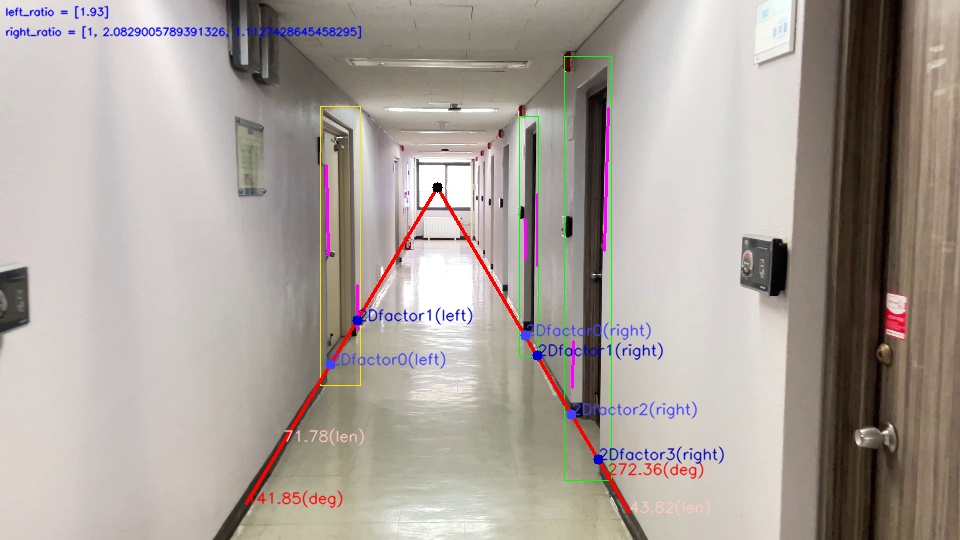 left_ratio = [1.93]
right_ratio = [1, 2.0829005789391326, 1.1127428645458295]
2Dfactor1(left)
2Dfactor0(right)
2Dfactor1(right)
2Dfactor0(left)
2Dfactor2(right)
71.78(len)
2Dfactor3(right)
272.36(deg)
41.85(deg)
43.82(len)